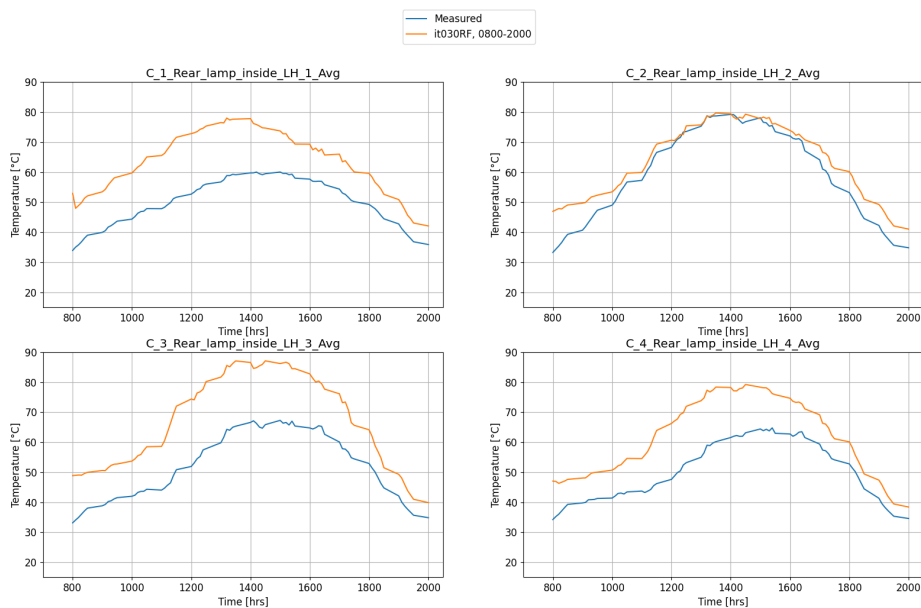 Measured
it030RF, 0800-2000
C_1_Rear_lamp_inside_LH_1_Avg
90
80
70
60
50
40
30
20
Temperature [°C]
800 1000 1200 1400 1600 1800 2000
Time [hrs]
C_2_Rear_lamp_inside_LH_2_Avg
90
80
70
60
50
40
30
20
Temperature [°C]
800 1000 1200 1400 1600 1800 2000
Time [hrs]
C_3_Rear_lamp_inside_LH_3_Avg
90
80
70
60
50
40
30
20
Temperature [°C]
800 1000 1200 1400 1600 1800 2000
Time [hrs]
C_4_Rear_lamp_inside_LH_4_Avg
90
80
70
60
50
40
30
20
Temperature [°C]
800 1000 1200 1400 1600 1800 2000
Time [hrs]